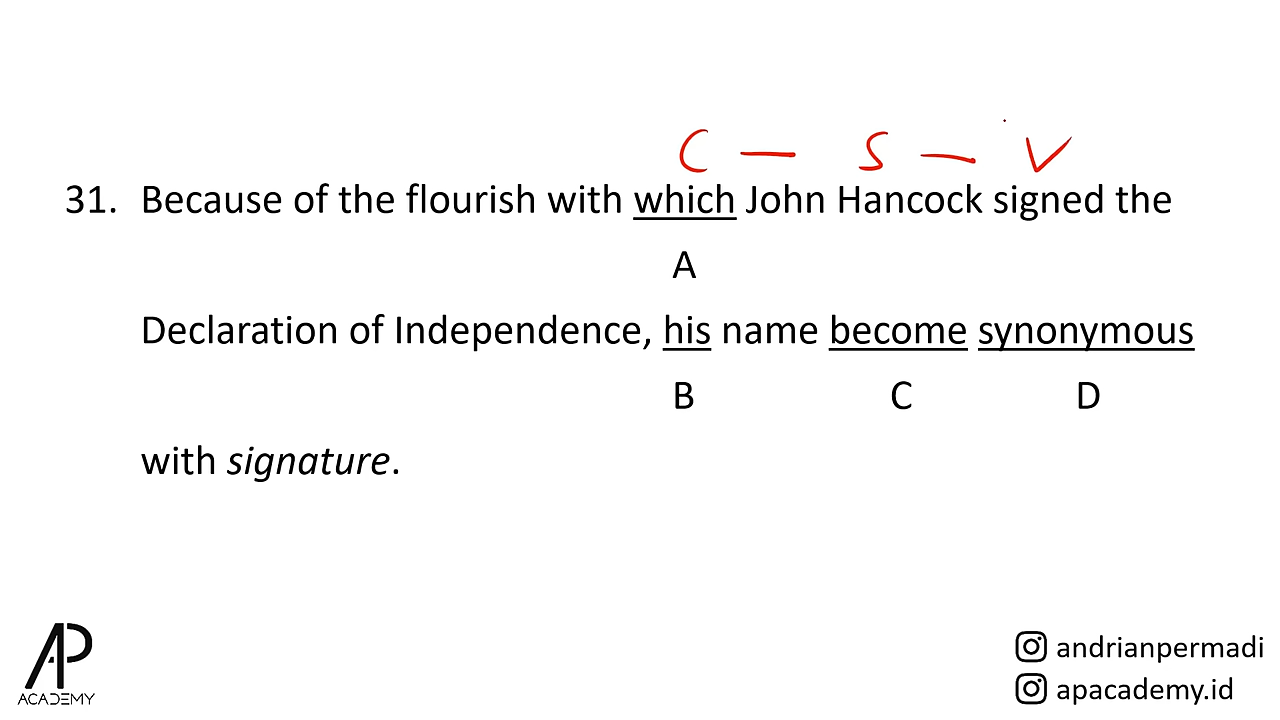 C — S — V
31. Because of the flourish with which John Hancock signed the
A
Declaration of Independence, his name become synonymous
B C D
with signature.
AP
ACADEMY
andrianpermadi
apacademy.id